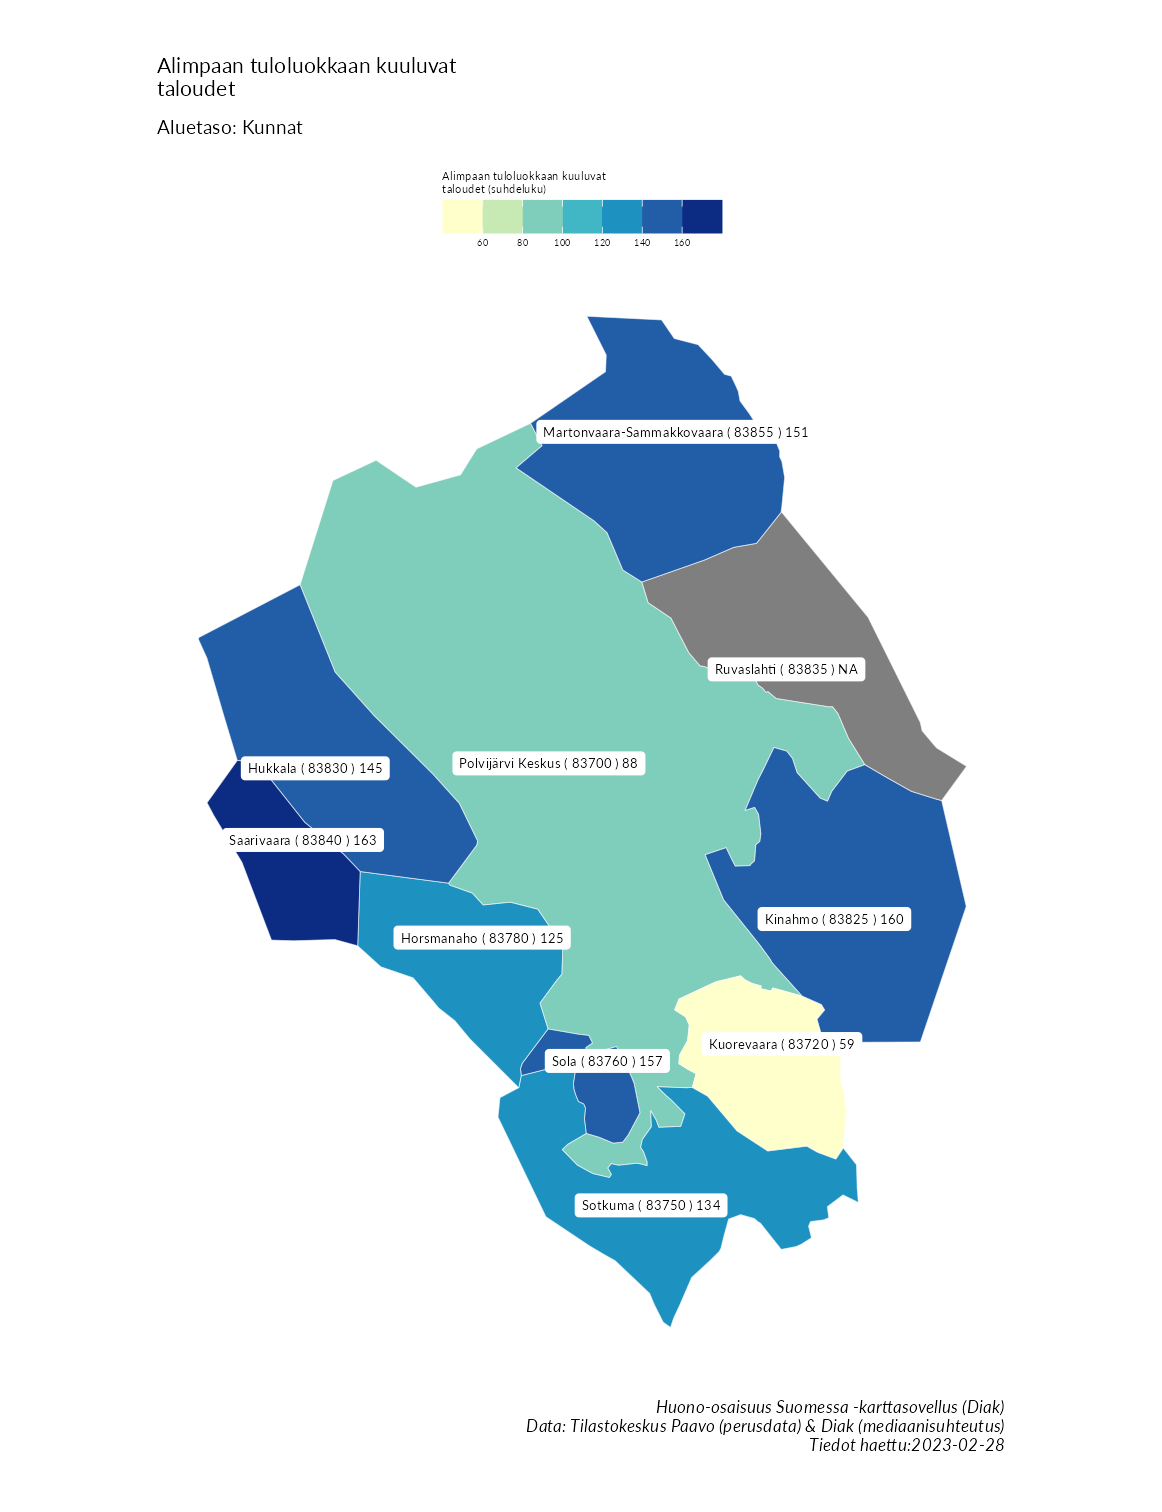 Alimpaan tuloluokkaan kuuluvat
taloudet
Aluetaso: Kunnat
Alimpaan tuloluokkaan kuuluvat
taloudet (suhdeluku)
60 80 100 120 140 160
Martonvaara-Sammakkovaara ( 83855 ) 151
Ruvaslahti ( 83835 ) NA
Polvijärvi Keskus ( 83700 ) 88
Hukkala ( 83830 ) 145
Saarivaara ( 83840 ) 163
Kinahmo ( 83825 ) 160
Horsmanaho ( 83780 ) 125
Kuorevaara ( 83720 ) 59
Sola ( 83760 ) 157
Sotkuma ( 83750 ) 134
Huono-osaisuus Suomessa -karttasovellus (Diak)
Data: Tilastokeskus Paavo (perusdata) & Diak (mediaanisuhteutus)
Tiedot haettu:2023-02-28